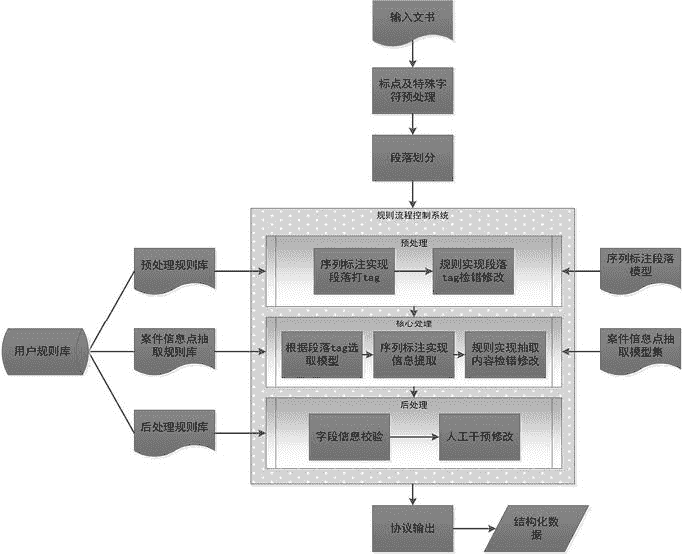 输入文书
标点及特殊字
符预处理
段落划分
规则流程控制系统
预处理
预处理规则库
序列标注实现
段落打tag
规则实现段落
tag检错修改
序列标注段落
模型
核心处理
用户规则库
案件信息点抽
取规则库
根据段落tag选
取模型
序列标注实现
信息提取
规则实现抽取
内容检错修改
案件信息点抽
取模型集
后处理
后处理规则库
字段信息校验
人工干预修改
协议输出
结构化数
据